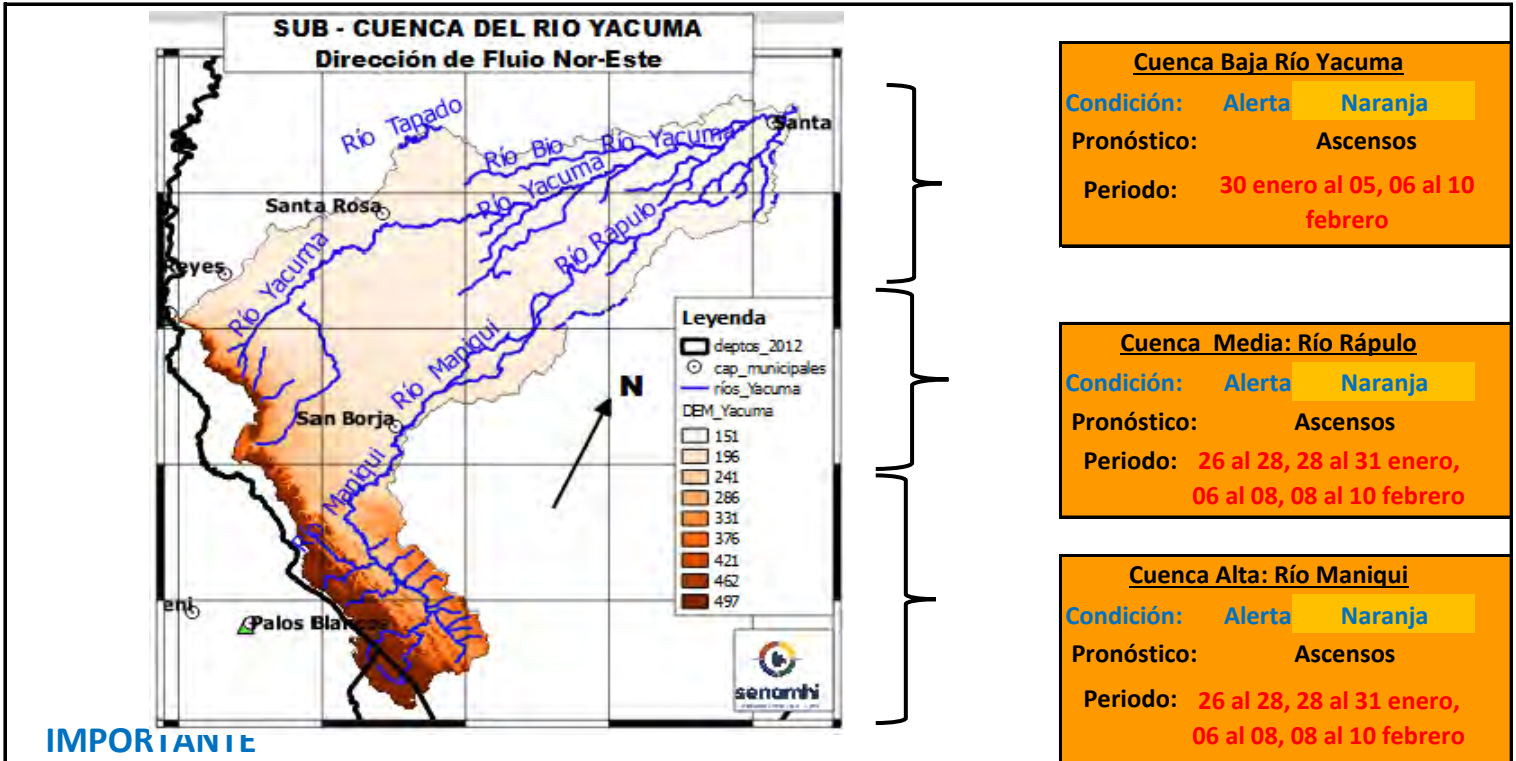 SUB - CUENCA DEL RIO YACUMA
Dirección de Fluio Nor-Este
Río Tapado
Río Bio
Río Yacuma
Santa
Río Yacuma
Santa Rosa
Río Rápulo
Reyes
Río Yacuma
Río Maniqui
San Borja
Río Maniqui
eni
Palos Blancos
N
Leyenda
deptos_2012
cap_municipales
ríos_Yacuma
DEM_Yacuma
151
196
241
286
331
376
421
462
497
senamhi
Cuenca Baja Río Yacuma
Condición: Alerta Naranja
Pronóstico: Ascensos
Periodo: 30 enero al 05, 06 al 10
febrero
Cuenca Media: Río Rápulo
Condición: Alerta Naranja
Pronóstico: Ascensos
Periodo: 26 al 28, 28 al 31 enero,
06 al 08, 08 al 10 febrero
Cuenca Alta: Río Maniqui
Condición: Alerta Naranja
Pronóstico: Ascensos
Periodo: 26 al 28, 28 al 31 enero,
06 al 08, 08 al 10 febrero
IMPORTANTE